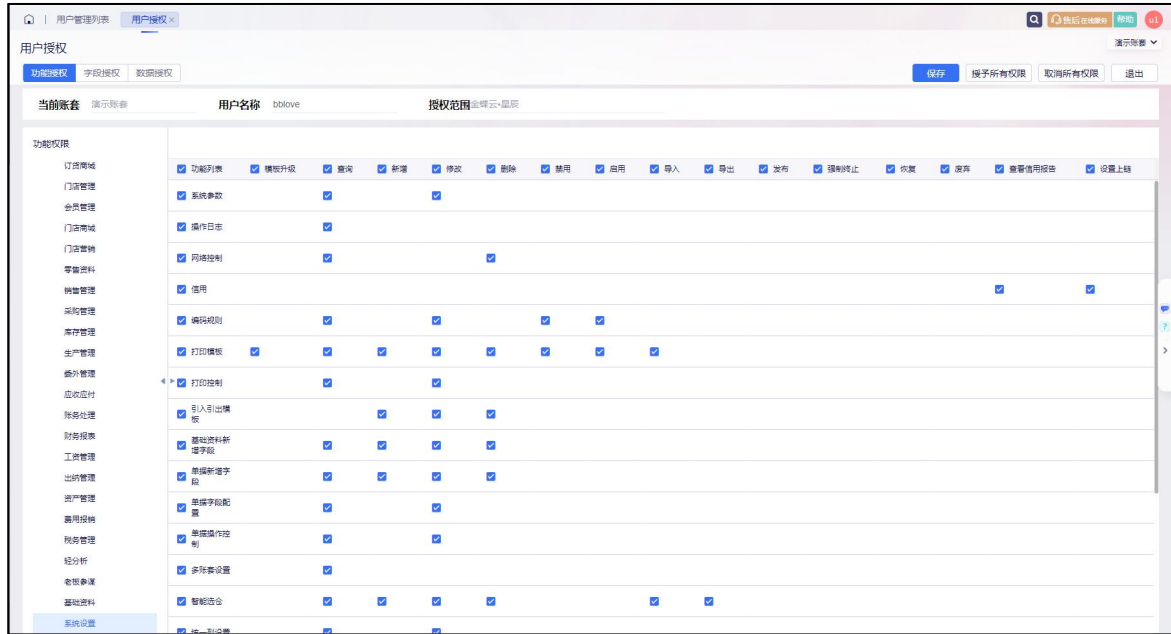 用户管理列表 用户授权 ×
售后在线服务 帮助 u1
用户授权
演示账套
功能授权 字段授权 数据授权
保存 授予所有权限 取消所有权限 退出
当前账套 演示账套 用户名称 bblove 授权范围 金蝶云•星辰
功能权限
订货商城
门店管理
会员管理
门店商城
门店营销
零售资料
销售管理
采购管理
库存管理
生产管理
委外管理
应收应付
账务处理
财务报表
工资管理
出纳管理
资产管理
费用报销
税务管理
轻分析
老板参谋
基础资料
系统设置
功能列表 模板升级 查询 新增 修改 删除 禁用 启用 导入 导出 发布 强制终止 恢复 废弃 查看信用报告 设置上链
系统参数
操作日志
网络控制
信用
编码规则
打印模板
打印控制
引入引出模
板
基础资料新
增字段
单据新增字
段
单据字段配
置
单据操作控
制
多账套设置
智能选仓
统一列设置
?